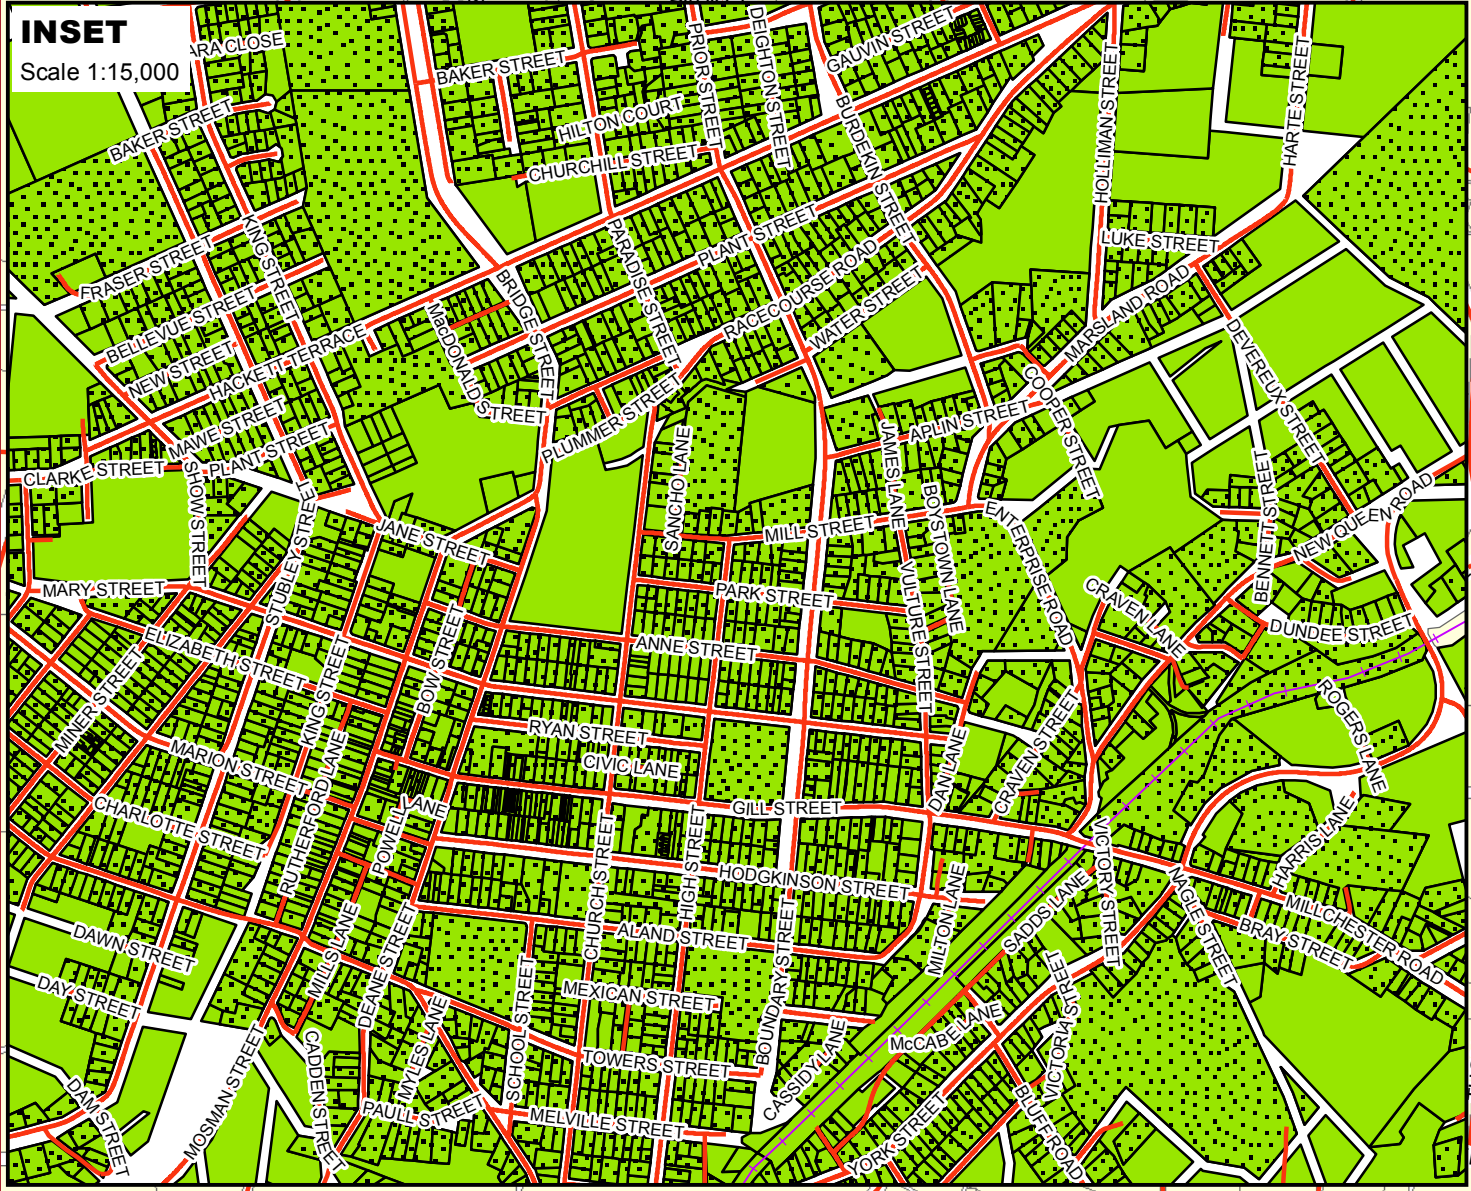 INSET
Scale 1:15,000
ARA CLOSE
BAKER STREET
BAKER STREET
HILTON COURT
CHURCHILL STREET
PRIOR STREET
DEIGHTON STREET
GAUVIN STREET
BURDEKIN STREET
HOLLIMAN STREET
HARTE STREET
FRASER STREET
KING STREET
BELLEVUE STREET
NEW STREET
HACKETT TERRACE
MAWE STREET
PLANT STREET
CLARKE STREET
SHOW STREET
MacDONALD STREET
BRIDGE STREET
PARADISE STREET
PLANT STREET
RACECOURSE ROAD
WATER STREET
PLUMMER STREET
LUKE STREET
MARSLAND ROAD
DEVEREUX STREET
COOPER STREET
APLIN STREET
JAMES LANE
BOYSTOWN LANE
SANCHO LANE
MILL STREET
ENTERPRISE ROAD
BENNETT STREET
NEW QUEEN ROAD
JANE STREET
STUBLEY STREET
MARY STREET
ELIZABETH STREET
MINER STREET
MARION STREET
CHARLOTTE STREET
KING STREET
RUTHERFORD LANE
BOW STREET
PARK STREET
ANNE STREET
VULTURE STREET
CRAVEN LANE
DUNDEE STREET
RYAN STREET
CIVIC LANE
GILL STREET
DAN LANE
CRAVEN STREET
ROGERS LANE
POWELL LANE
CHURCH STREET
HIGH STREET
HODGKINSON STREET
ALAND STREET
BOUNDARY STREET
MILTON LANE
SADDS LANE
VICTORY STREET
HARRIS LANE
NAGLE STREET
BRAY STREET
MILLCHESTER ROAD
DAWN STREET
DAY STREET
DAM STREET
MOSMAN STREET
MILLS LANE
DEANE STREET
CADDEN STREET
MYLES LANE
PAULL STREET
SCHOOL STREET
MEXICAN STREET
TOWERS STREET
MELVILLE STREET
CASSIDY LANE
McCABE LANE
VICTORIA STREET
YORK STREET
BLUFF ROAD